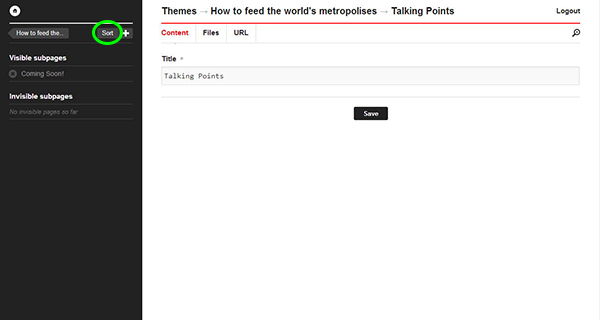 How to feed the..
Sort
Visible subpages
Coming Soon!
Invisible subpages
No invisible pages so far
Themes → How to feed the world's metropolises → Talking Points
Logout
Content
Files
URL
Title *
Talking Points
Save